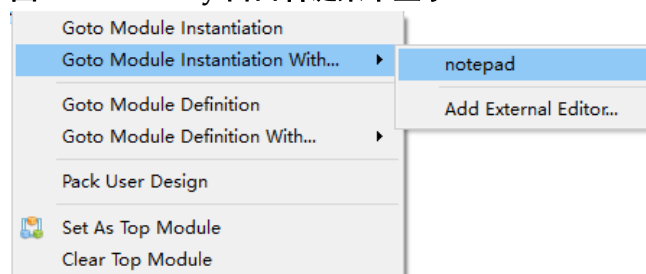 Goto Module Instantiation
Goto Module Instantiation With...
notepad
Add External Editor...
Goto Module Definition
Goto Module Definition With...
Pack User Design
Set As Top Module
Clear Top Module